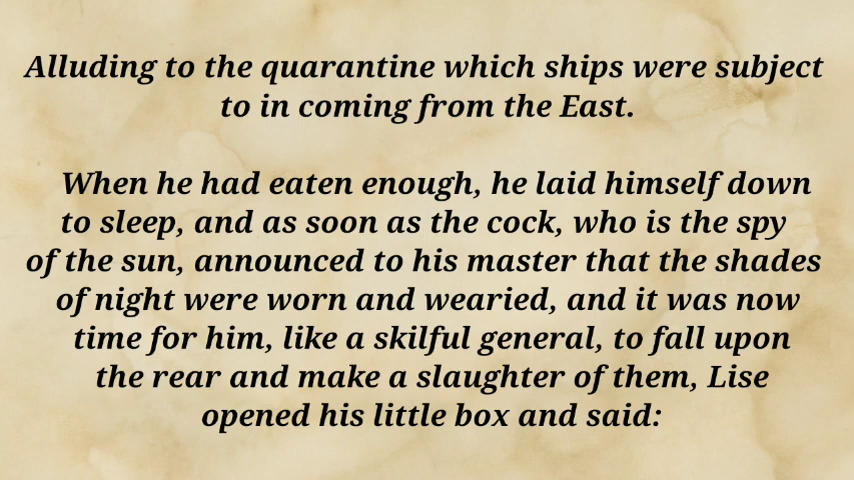 Alluding to the quarantine which ships were subject
to in coming from the East.
When he had eaten enough, he laid himself down
to sleep, and as soon as the cock, who is the spy
of the sun, announced to his master that the shades
of night were worn and wearied, and it was now
time for him, like a skilful general, to fall upon
the rear and make a slaughter of them, Lise
opened his little box and said: